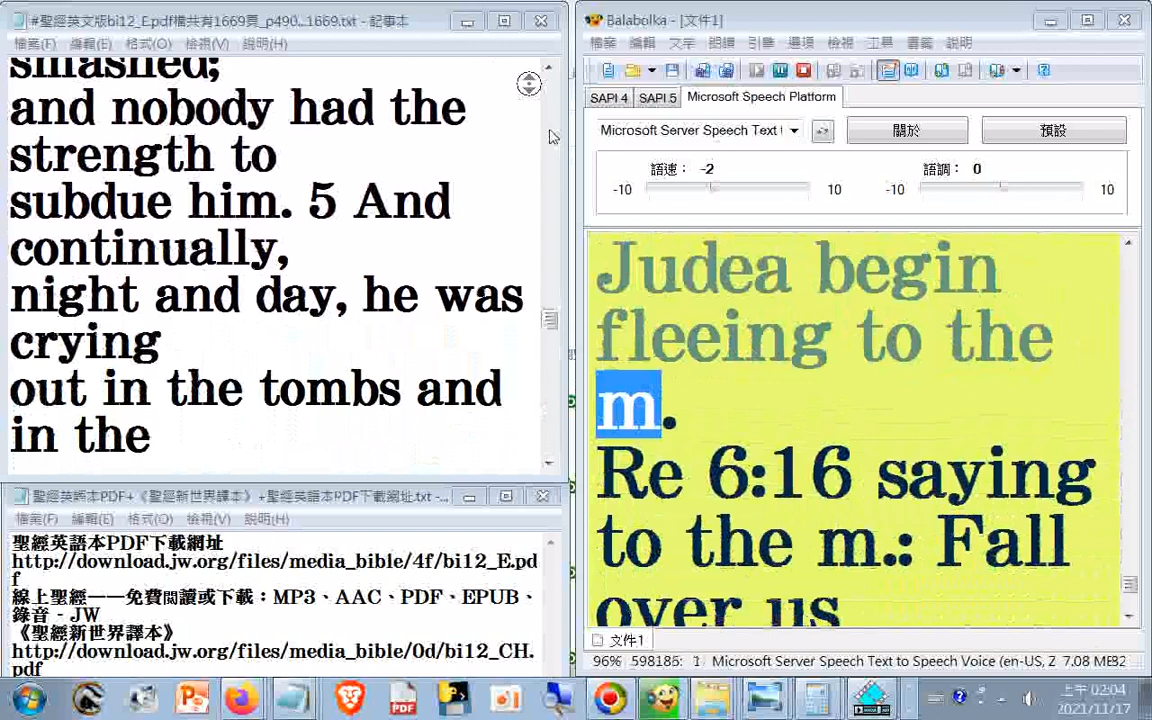 #聖經英文版bi12_E.pdf檔共有1669頁_p490...1669.txt - 記事本
檔案(F) 編輯(E) 格式(O) 檢視(V) 說明(H)
smashed;
and nobody had the
strength to
subdue him. 5 And
continually,
night and day, he was
crying
out in the tombs and
in the
聖經英語本PDF+《聖經新世界譯本》+聖經英語本PDF下載網址.txt - ...
檔案(F) 編輯(E) 格式(O) 檢視(V) 說明(H)
聖經英語本PDF下載網址
http://download.jw.org/files/media_bible/4f/bi12_E.pd
f
線上聖經——免費閱讀或下載：MP3、AAC、PDF、EPUB、
錄音 - JW
《聖經新世界譯本》
http://download.jw.org/files/media_bible/0d/bi12_CH.
pdf
Balabolka - [文件1]
檔案 編輯 文字 朗讀 引擎 選項 檢視 工具 書籤 說明
SAPI 4 SAPI 5 Microsoft Speech Platform
Microsoft Server Speech Text 關於 預設
語速： -2 語調： 0
-10 10 -10 10
Judea begin
fleeing to the
m.
Re 6:16 saying
to the m.: Fall
over us
文件1
96% 598185: 1 Microsoft Server Speech Text to Speech Voice (en-US, Z 7.08 MB
上午 02:04
2021/11/17